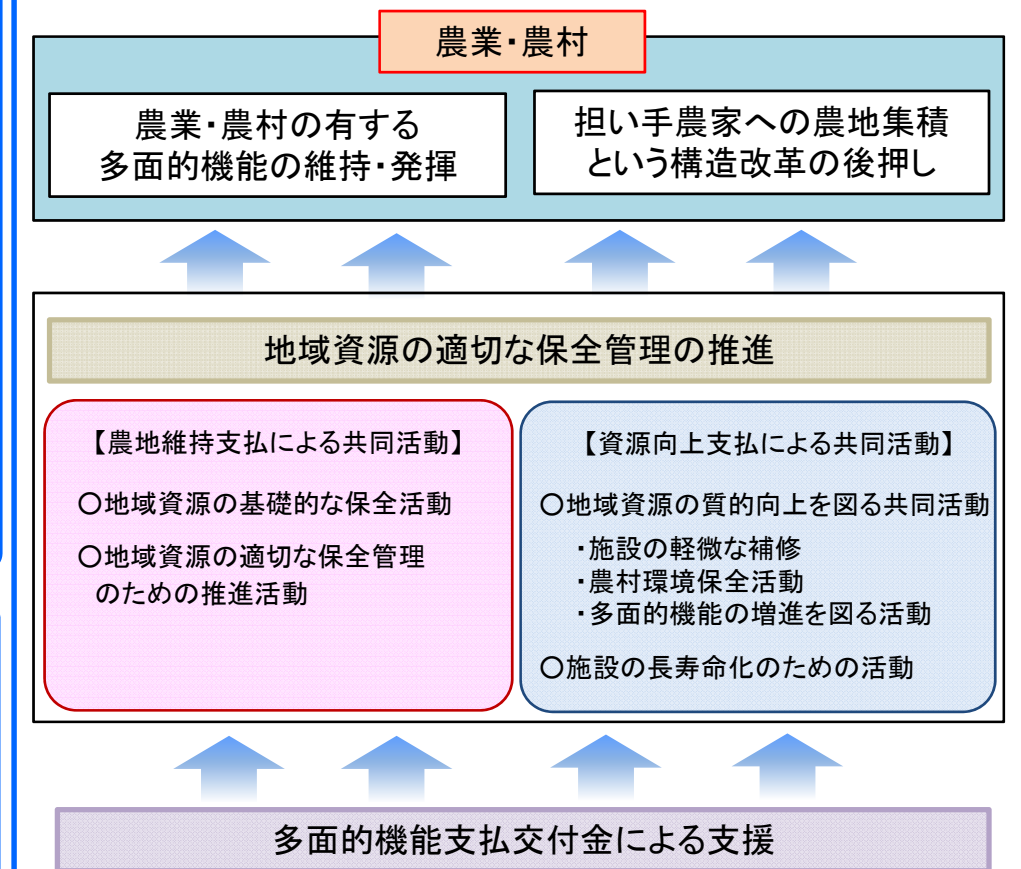 農業・農村
農業・農村の有する
多面的機能の維持・発揮
担い手農家への農地集積
という構造改革の後押し
地域資源の適切な保全管理の推進
【農地維持支払による共同活動】
〇地域資源の基礎的な保全活動
〇地域資源の適切な保全管理
のための推進活動
【資源向上支払による共同活動】
〇地域資源の質的向上を図る共同活動
・施設の軽微な補修
・農村環境保全活動
・多面的機能の増進を図る活動
〇施設の長寿命化のための活動
多面的機能支払交付金による支援